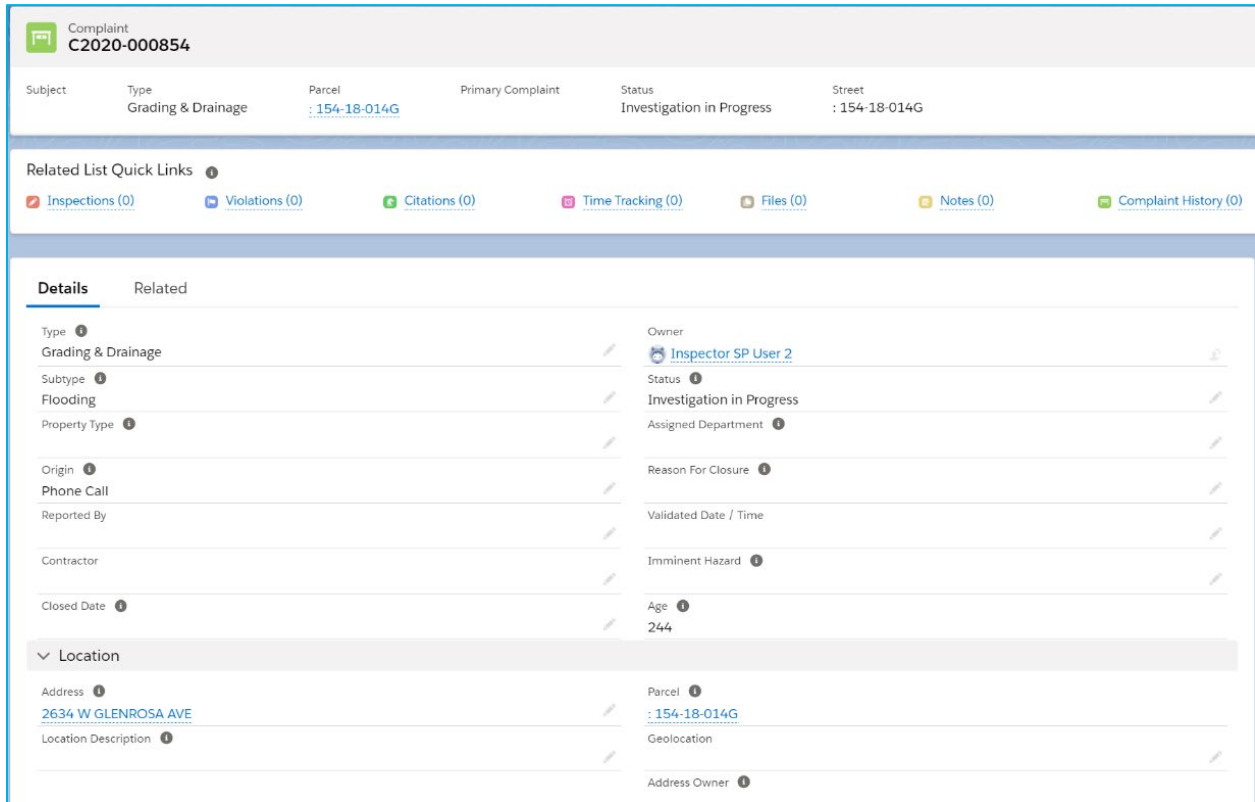 Complaint
C2020-000854
Subject Type Parcel Primary Complaint Status Street
Grading & Drainage : 154-18-014G Investigation in Progress : 154-18-014G
Related List Quick Links
Inspections (0) Violations (0) Citations (0) Time Tracking (0) Files (0) Notes (0) Complaint History (0)
Details Related
Type Owner
Grading & Drainage Inspector SP User 2
Subtype Status
Flooding Investigation in Progress
Property Type Assigned Department
Origin Reason For Closure
Phone Call
Reported By Validated Date / Time
Contractor Imminent Hazard
Closed Date Age
244
Location
Address Parcel
2634 W GLENROSA AVE : 154-18-014G
Location Description Geolocation
Address Owner